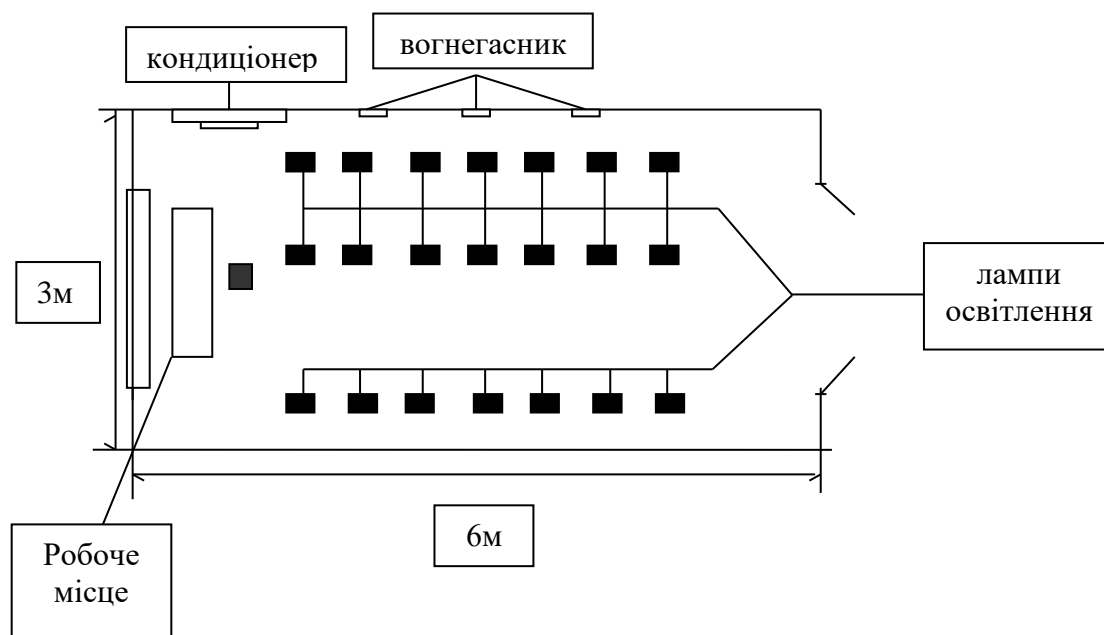 кондиціонер
вогнегасник
3м
лампи
освітлення
6м
Робоче
місце